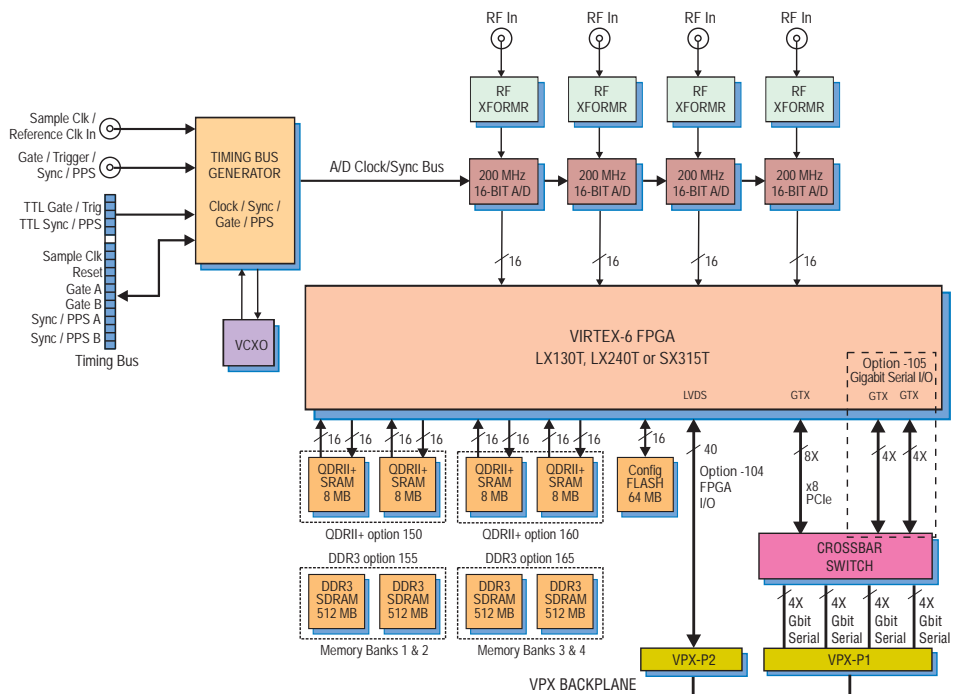 RF In
RF In
RF In
RF In
RF
XFORMR
RF
XFORMR
RF
XFORMR
RF
XFORMR
Sample Clk /
Reference Clk In
Gate / Trigger /
Sync / PPS
TIMING BUS
GENERATOR
Clock / Sync /
Gate / PPS
A/D Clock/Sync Bus
200 MHz
16-BIT A/D
200 MHz
16-BIT A/D
200 MHz
16-BIT A/D
200 MHz
16-BIT A/D
TTL Gate / Trig
TTL Sync / PPS
Sample Clk
Reset
Gate A
Gate B
Sync / PPS A
Sync / PPS B
Timing Bus
VCXO
16
16
16
16
VIRTEX-6 FPGA
LX130T, LX240T or SX315T
Option -105
Gigabit Serial I/O
LVDS
GTX
GTX
GTX
16
16
16
16
16
16
16
16
16
40
8X
4X
4X
QDRII+
SRAM
8 MB
QDRII+
SRAM
8 MB
QDRII+
SRAM
8 MB
QDRII+
SRAM
8 MB
Config
FLASH
64 MB
Option -104
FPGA
I/O
x8
PCIe
QDRII+ option 150
QDRII+ option 160
CROSSBAR
SWITCH
DDR3 option 155
DDR3 option 165
DDR3
SDRAM
512 MB
DDR3
SDRAM
512 MB
DDR3
SDRAM
512 MB
DDR3
SDRAM
512 MB
Memory Banks 1 & 2
Memory Banks 3 & 4
4X
Gbit
Serial
4X
Gbit
Serial
4X
Gbit
Serial
4X
Gbit
Serial
VPX-P2
VPX-P1
VPX BACKPLANE